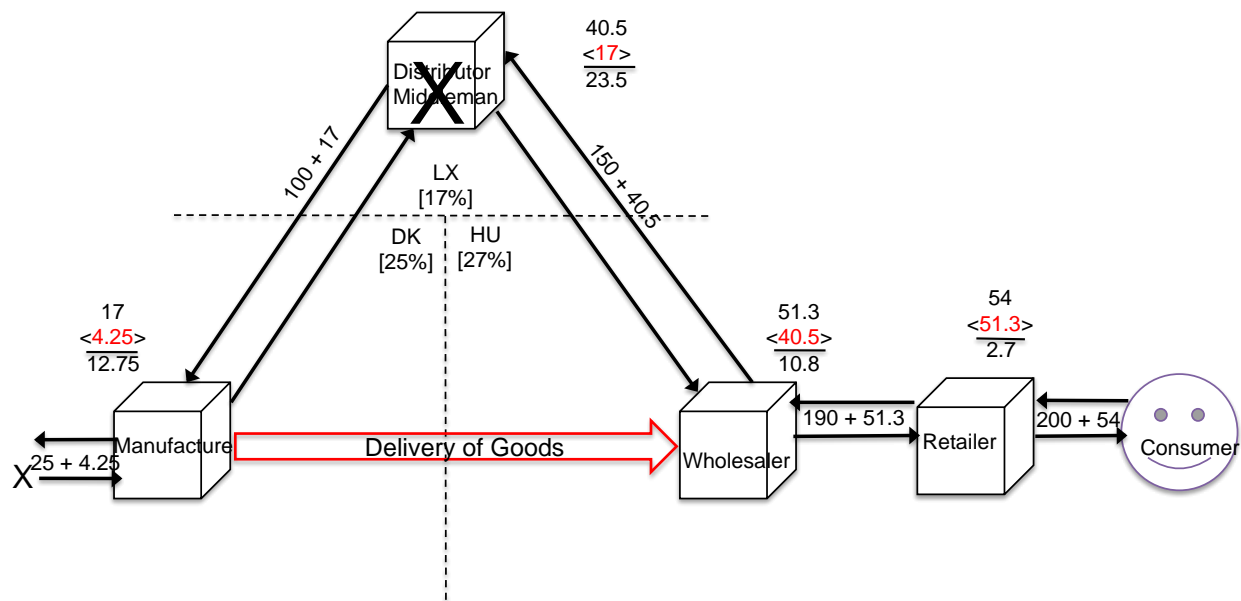 40.5
<17>
23.5
Distributor
Middleman
X
100 + 17
150 + 40.5
LX
[17%]
DK
[25%]
HU
[27%]
17
<4.25>
12.75
51.3
<40.5>
10.8
54
<51.3>
2.7
Manufacture
Delivery of Goods
Wholesaler
190 + 51.3
Retailer
200 + 54
Consumer
25 + 4.25
X